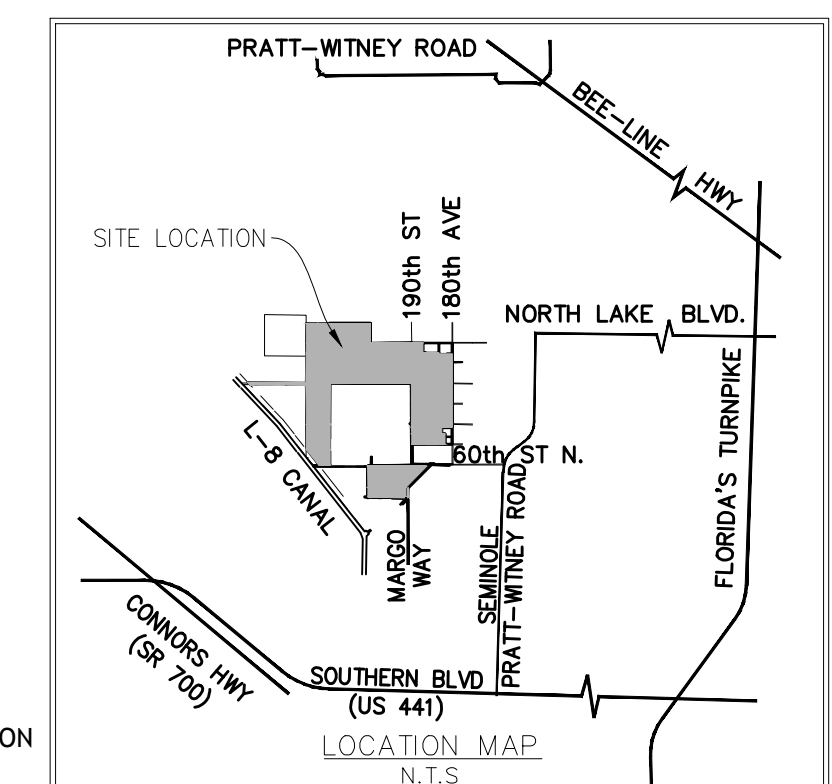 PRATT-WITNEY ROAD
BEE-LINE
HWY
SITE LOCATION
190th ST
180th AVE
NORTH LAKE BLVD.
FLORIDA'S TURNPIKE
L-8 CANAL
60th ST N.
MARGO
WAY
SEMINOLE
PRATT-WITNEY ROAD
CONNORS HWY
(SR 700)
SOUTHERN BLVD
(US 441)
ON
LOCATION MAP
N.T.S